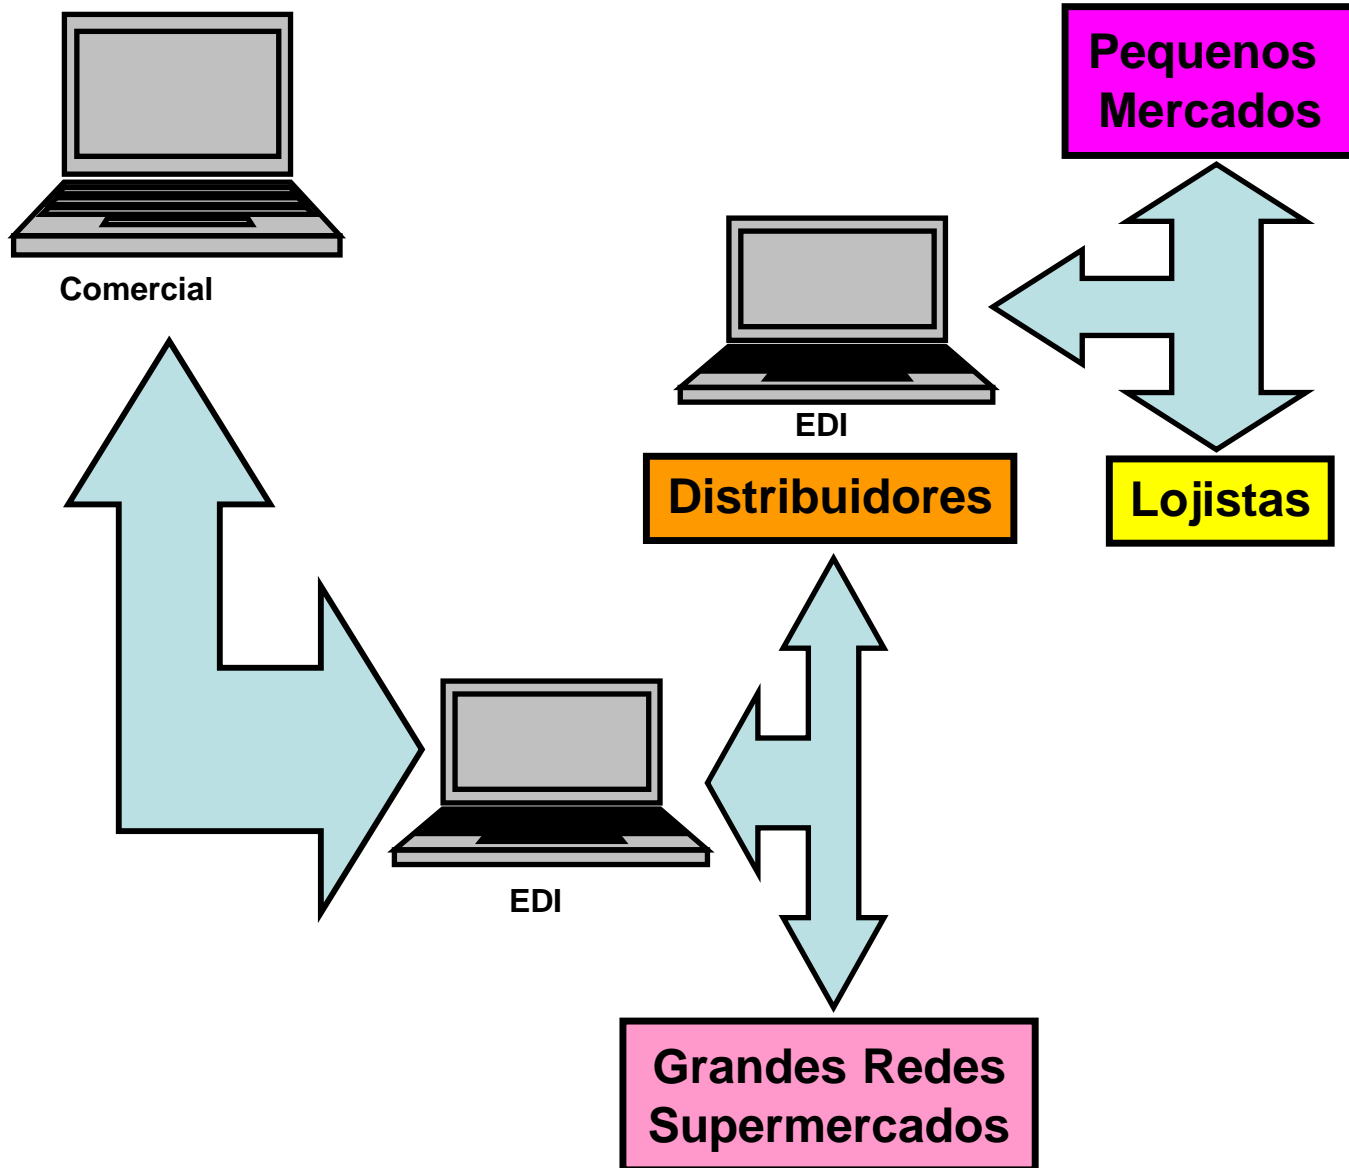 Pequenos
Mercados
Comercial
EDI
Distribuidores
Lojistas
EDI
Grandes Redes
Supermercados